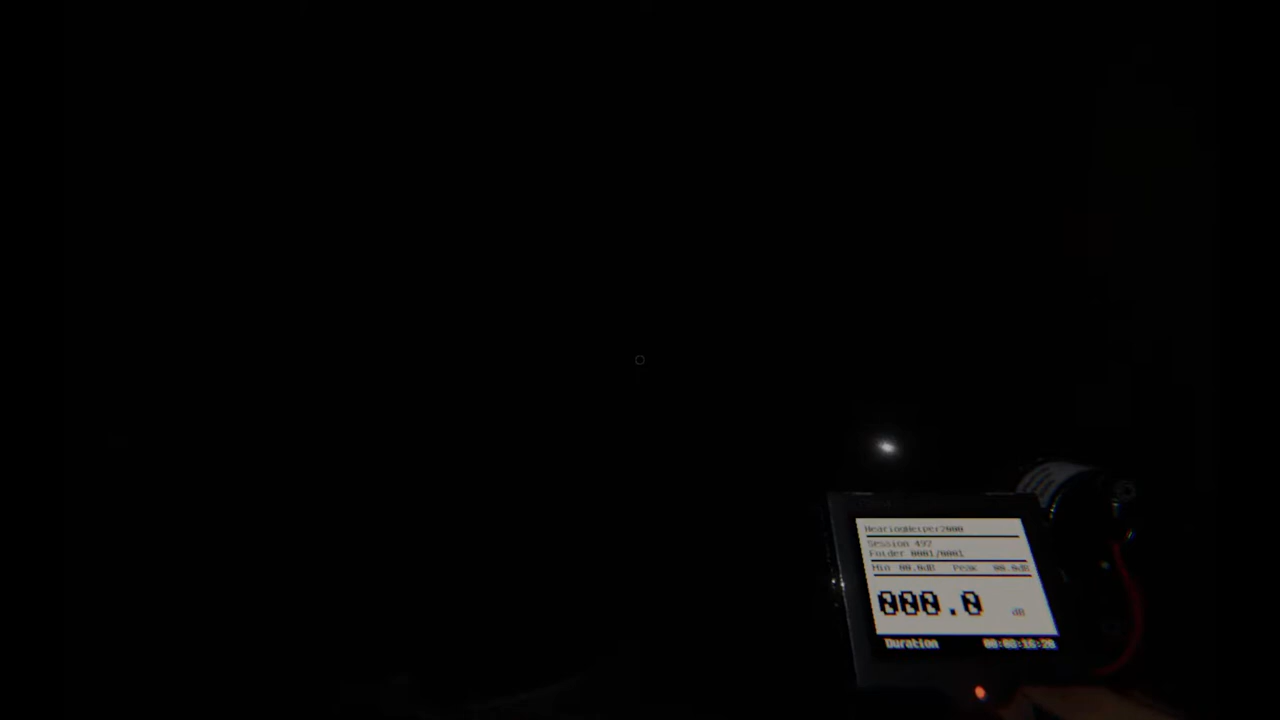 HearingHelper2000
Session 492
Folder 0001/0001
Min 00.0dB Peak 00.0dB
000.0 dB
Duration 00:00:16:28